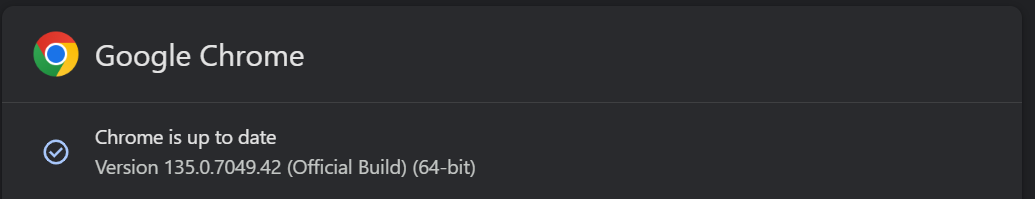 Google Chrome
Chrome is up to date
Version 135.0.7049.42 (Official Build) (64-bit)